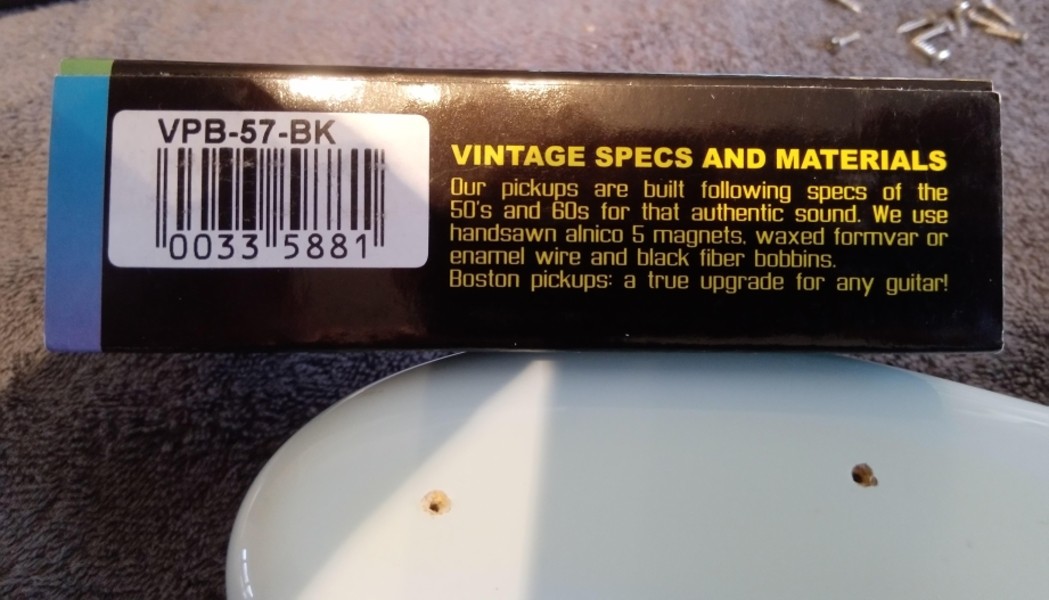 VPB-57-BK
0033 5881
VINTAGE SPECS AND MATERIALS
Our pickups are built following specs of the
50's and 60s for that authentic sound. We use
handsawn alnico 5 magnets, waxed formvar or
enamel wire and black fiber bobbins.
Boston pickups: a true upgrade for any guitar!